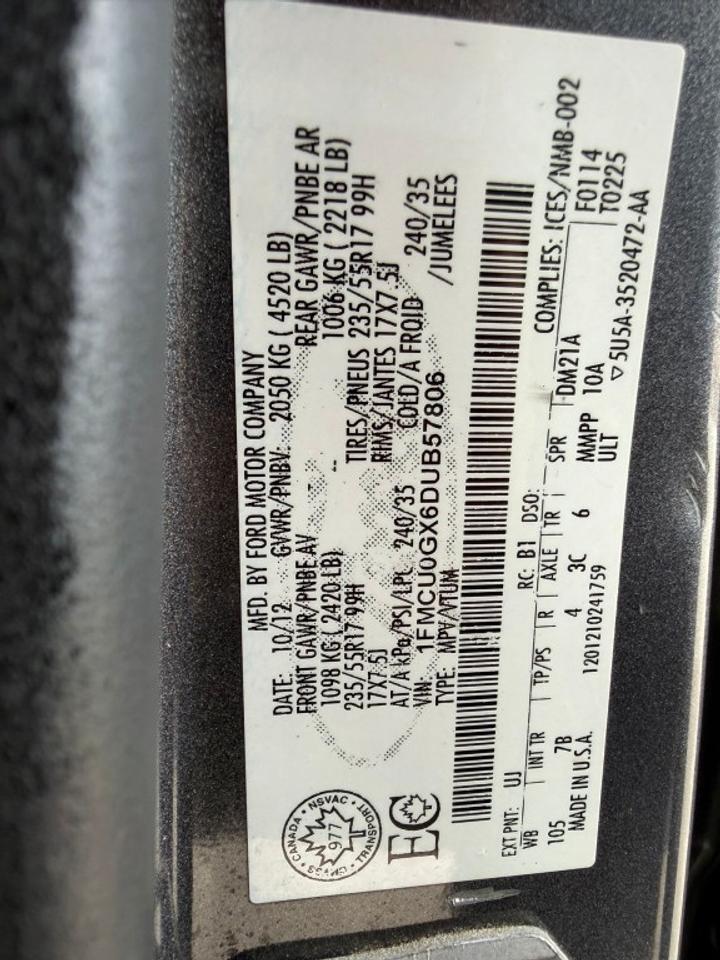 MFD. BY FORD MOTOR COMPANY
DATE: 10/12 GVWR/PNBV: 2050 KG ( 4520 LB)
FRONT GAWR/PNBE AV REAR GAWR/PNBE AR
1098 KG (2420LB) -- 1006 KG ( 2218 LB)
235/55R17 99H TIRES/PNEUS 235/55R17 99H
17X7.5J RIMS/JANTES 17X7.5J
AT/A kPa/PSI/LPC 240/35 COLD/A FROID 240/35
VIN: 1FMCU0GX6DUB57806 /JUMELEES
TYPE: MPV/VTUM
CANADA • NSVAC • TRANSPORT
977
EC
EXT PNT: UJ RC: B1 DSO: COMPLIES: ICES/NMB-002
WB INT TR TP/PS R AXLE TR SPR DM21A F0114
105 7B 4 3C 6 MMPP 10A T0225
MADE IN U.S.A. 1201210241759 ULT ▽5U5A-3520472-AA